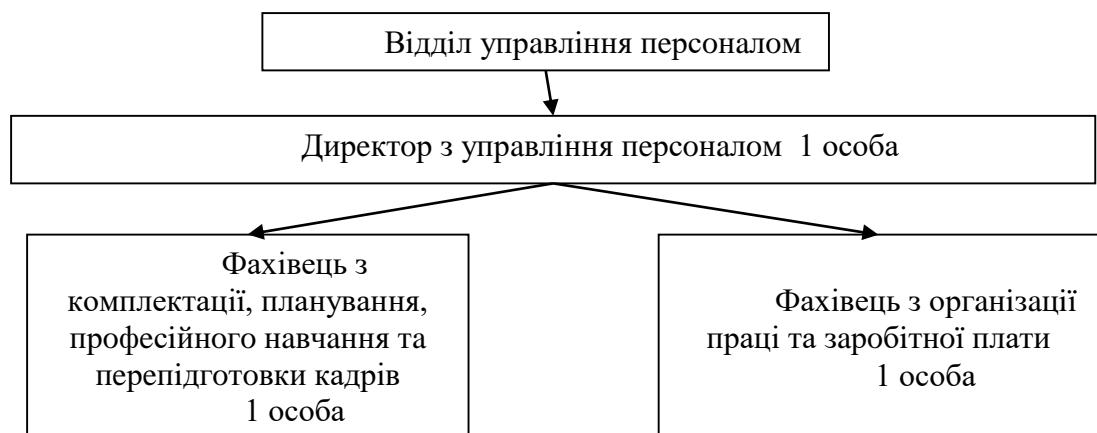 Відділ управління персоналом
Директор з управління персоналом 1 особа
Фахівець з
комплектації, планування,
професійного навчання та
перепідготовки кадрів
1 особа
Фахівець з організації
праці та заробітної плати
1 особа